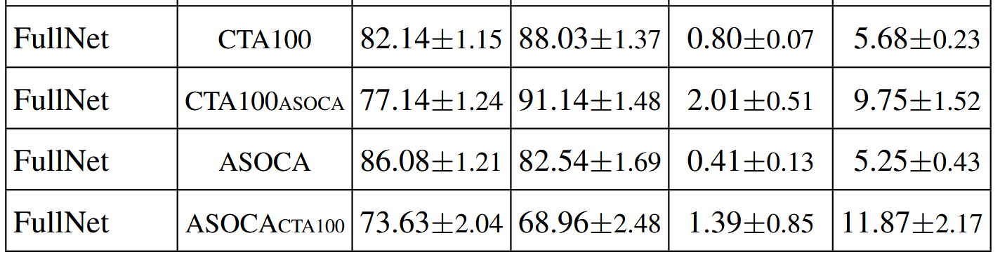 FullNet CTA100 82.14±1.15 88.03±1.37 0.80±0.07 5.68±0.23
FullNet CTA100ASOCA 77.14±1.24 91.14±1.48 2.01±0.51 9.75±1.52
FullNet ASOCA 86.08±1.21 82.54±1.69 0.41±0.13 5.25±0.43
FullNet ASOCACTA100 73.63±2.04 68.96±2.48 1.39±0.85 11.87±2.17